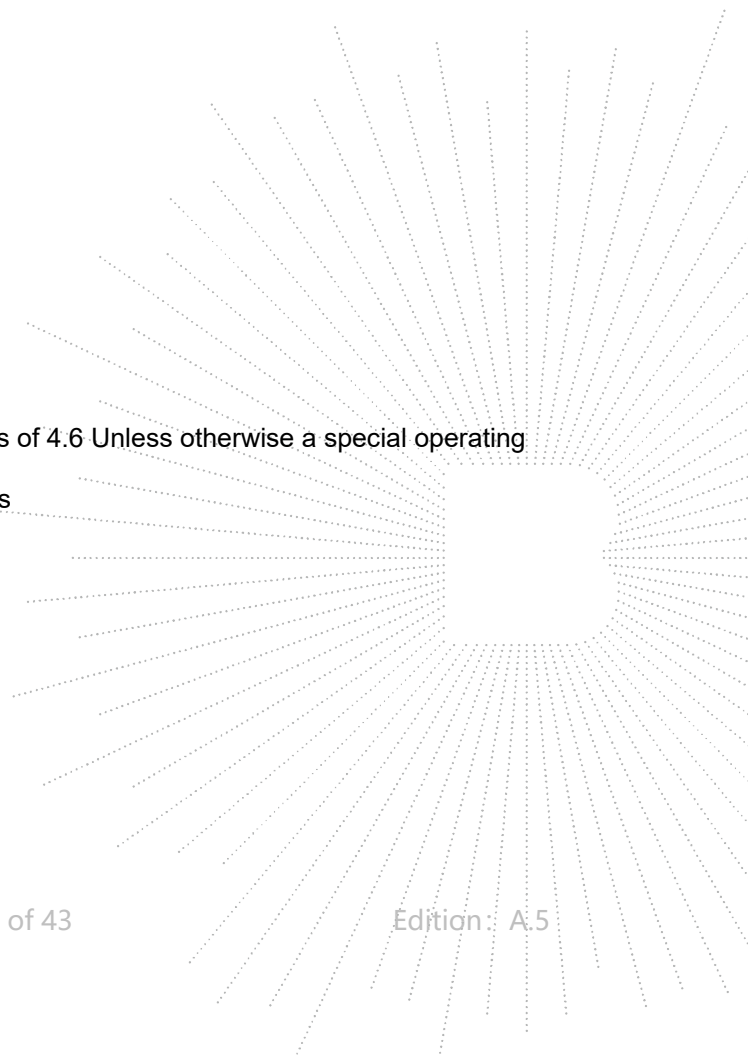 s of 4.6 Unless otherwise a special operating
s
of 43 Edition：A.5